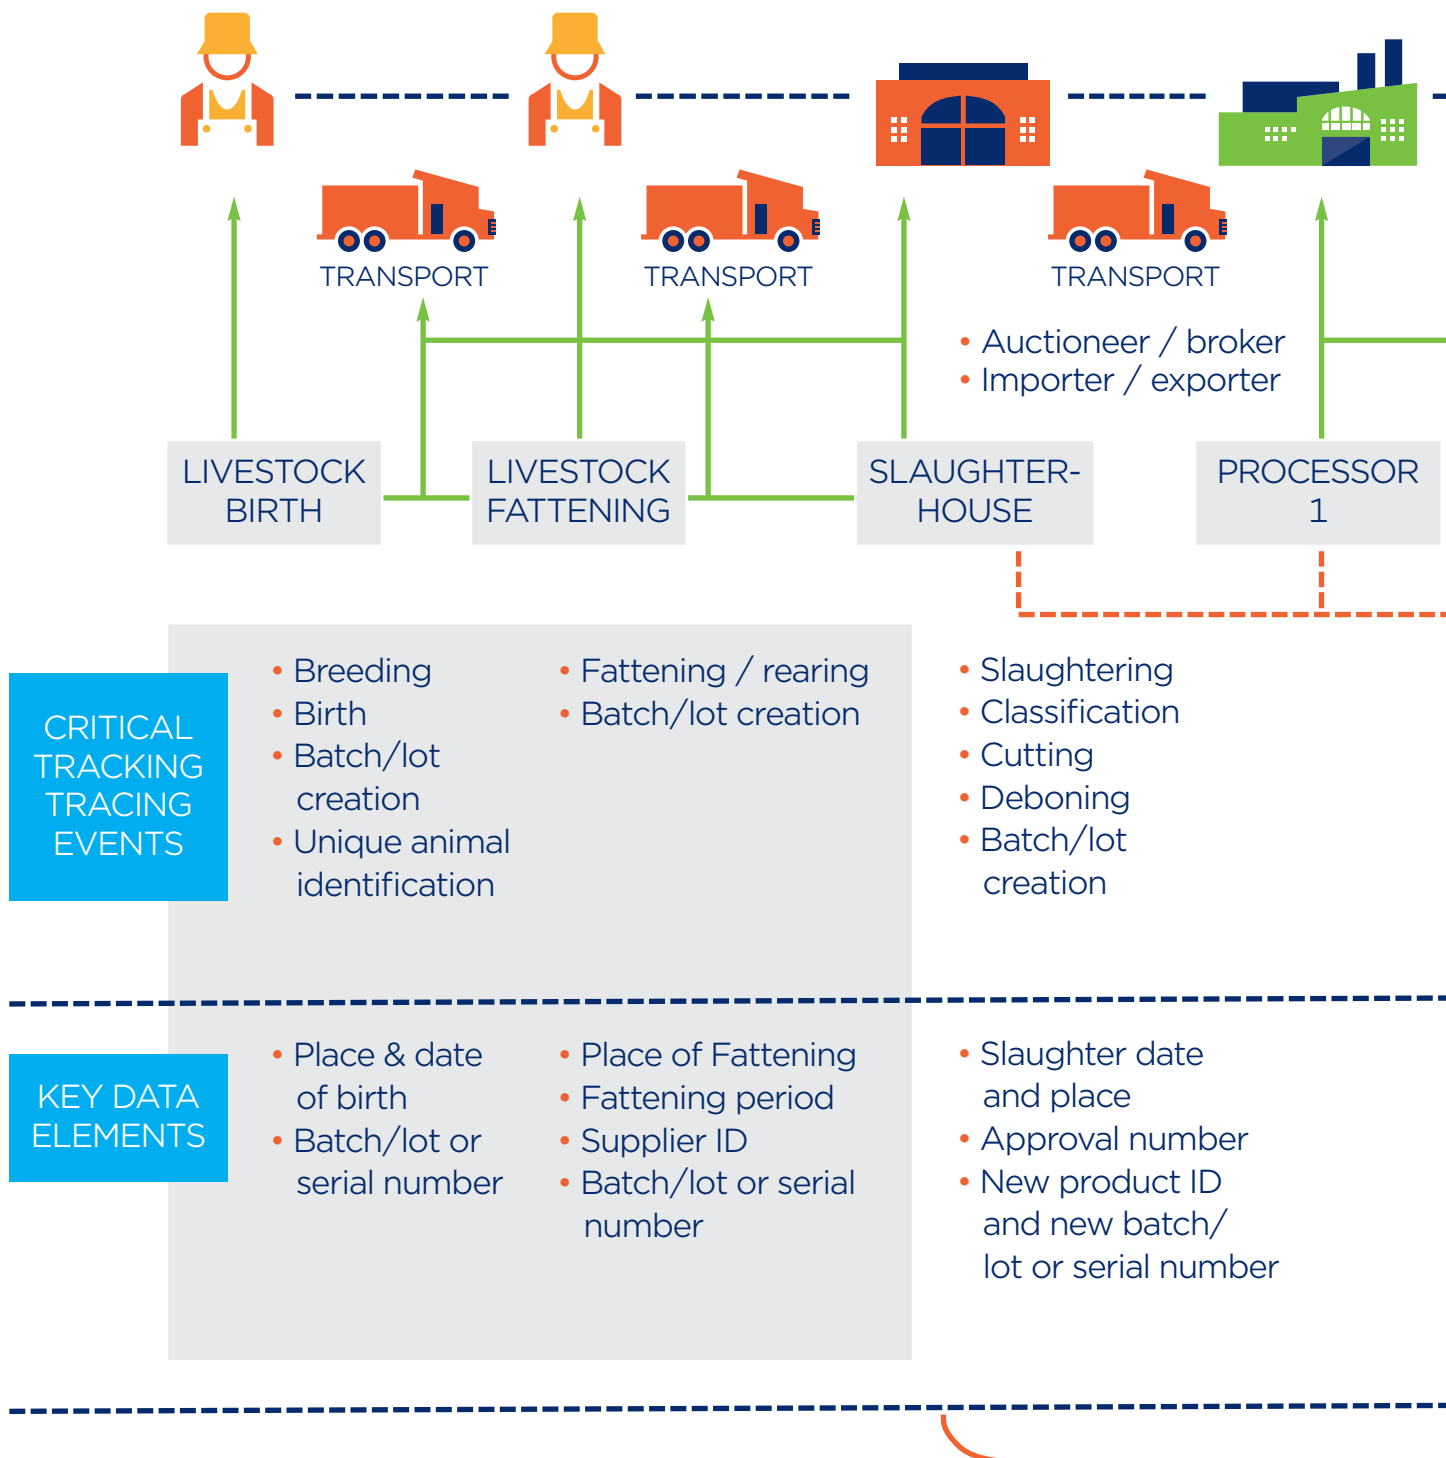 TRANSPORT
TRANSPORT
TRANSPORT
• Auctioneer / broker
• Importer / exporter
LIVESTOCK
BIRTH
LIVESTOCK
FATTENING
SLAUGHTER-
HOUSE
PROCESSOR
1
CRITICAL
TRACKING
TRACING
EVENTS
• Breeding
• Birth
• Batch/lot
creation
• Unique animal
identification
• Fattening / rearing
• Batch/lot creation
• Slaughtering
• Classification
• Cutting
• Deboning
• Batch/lot
creation
KEY DATA
ELEMENTS
• Place & date
of birth
• Batch/lot or
serial number
• Place of Fattening
• Fattening period
• Supplier ID
• Batch/lot or serial
number
• Slaughter date
and place
• Approval number
• New product ID
and new batch/
lot or serial number